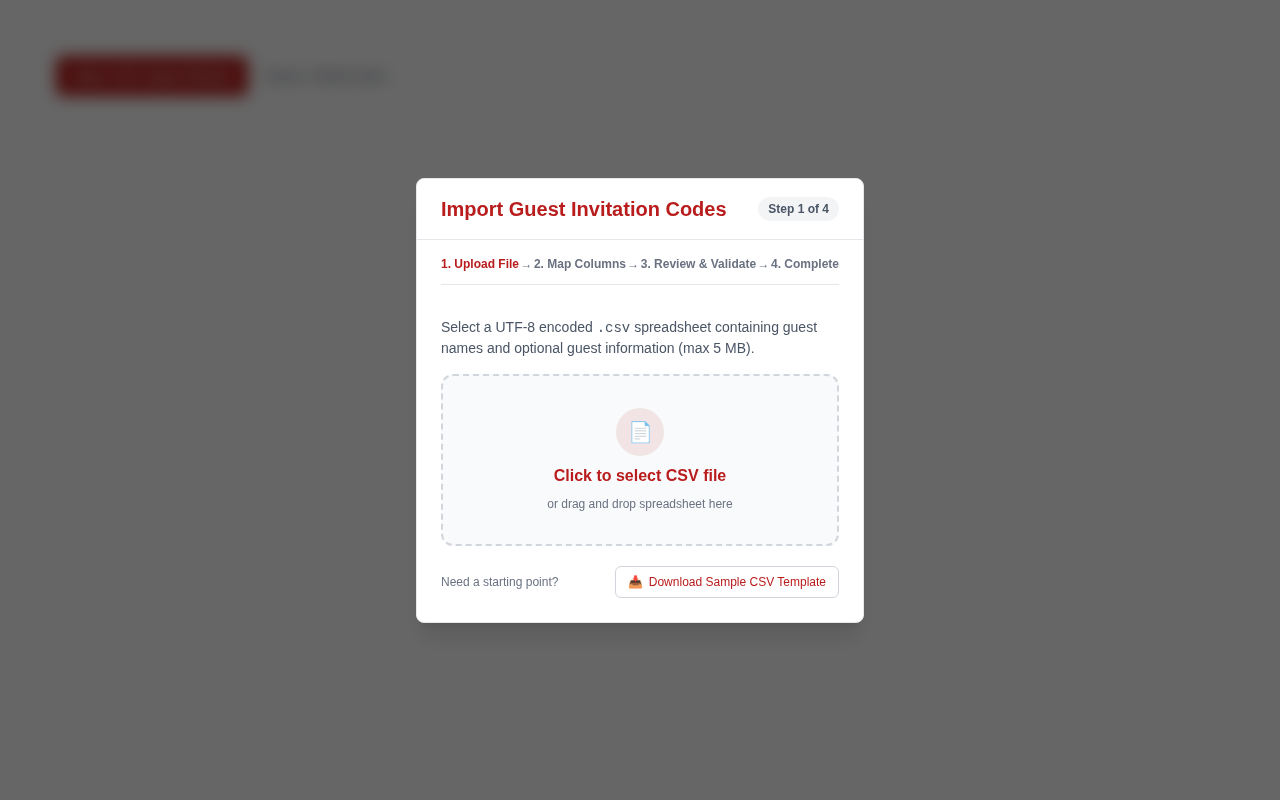 Import Guest Invitation Codes
Step 1 of 4
1. Upload File → 2. Map Columns → 3. Review & Validate → 4. Complete
Select a UTF-8 encoded .csv spreadsheet containing guest
names and optional guest information (max 5 MB).
Click to select CSV file
or drag and drop spreadsheet here
Need a starting point?
Download Sample CSV Template